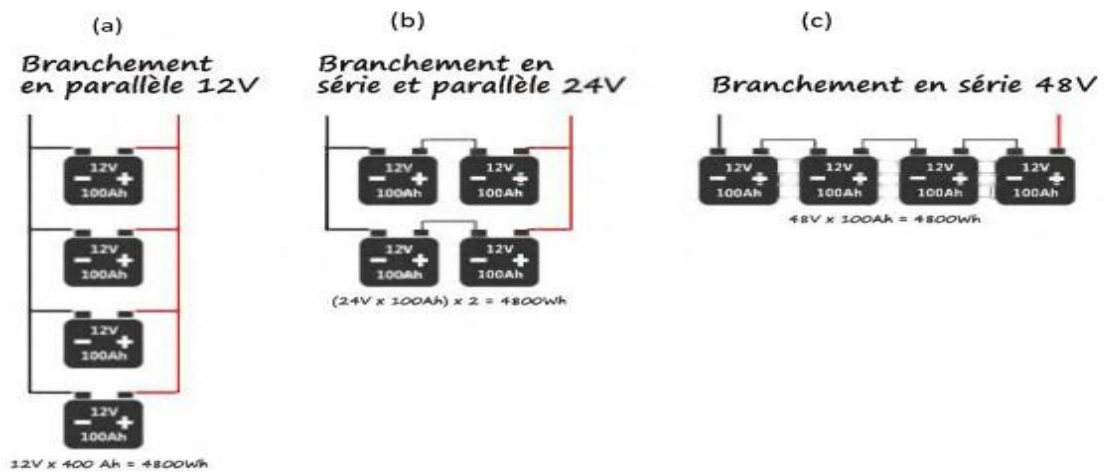 (a)
Branchement
en parallèle 12V
12V
- +
100Ah
12V
- +
100Ah
12V
- +
100Ah
12V
- +
100Ah
12V x 400 Ah = 4800Wh
(b)
Branchement en
série et parallèle 24V
12V
- +
100Ah
12V
- +
100Ah
12V
- +
100Ah
12V
- +
100Ah
(24V x 100Ah) x 2 = 4800Wh
(c)
Branchement en série 48V
12V
- +
100Ah
12V
- +
100Ah
12V
- +
100Ah
12V
- +
100Ah
48V x 100Ah = 4800Wh